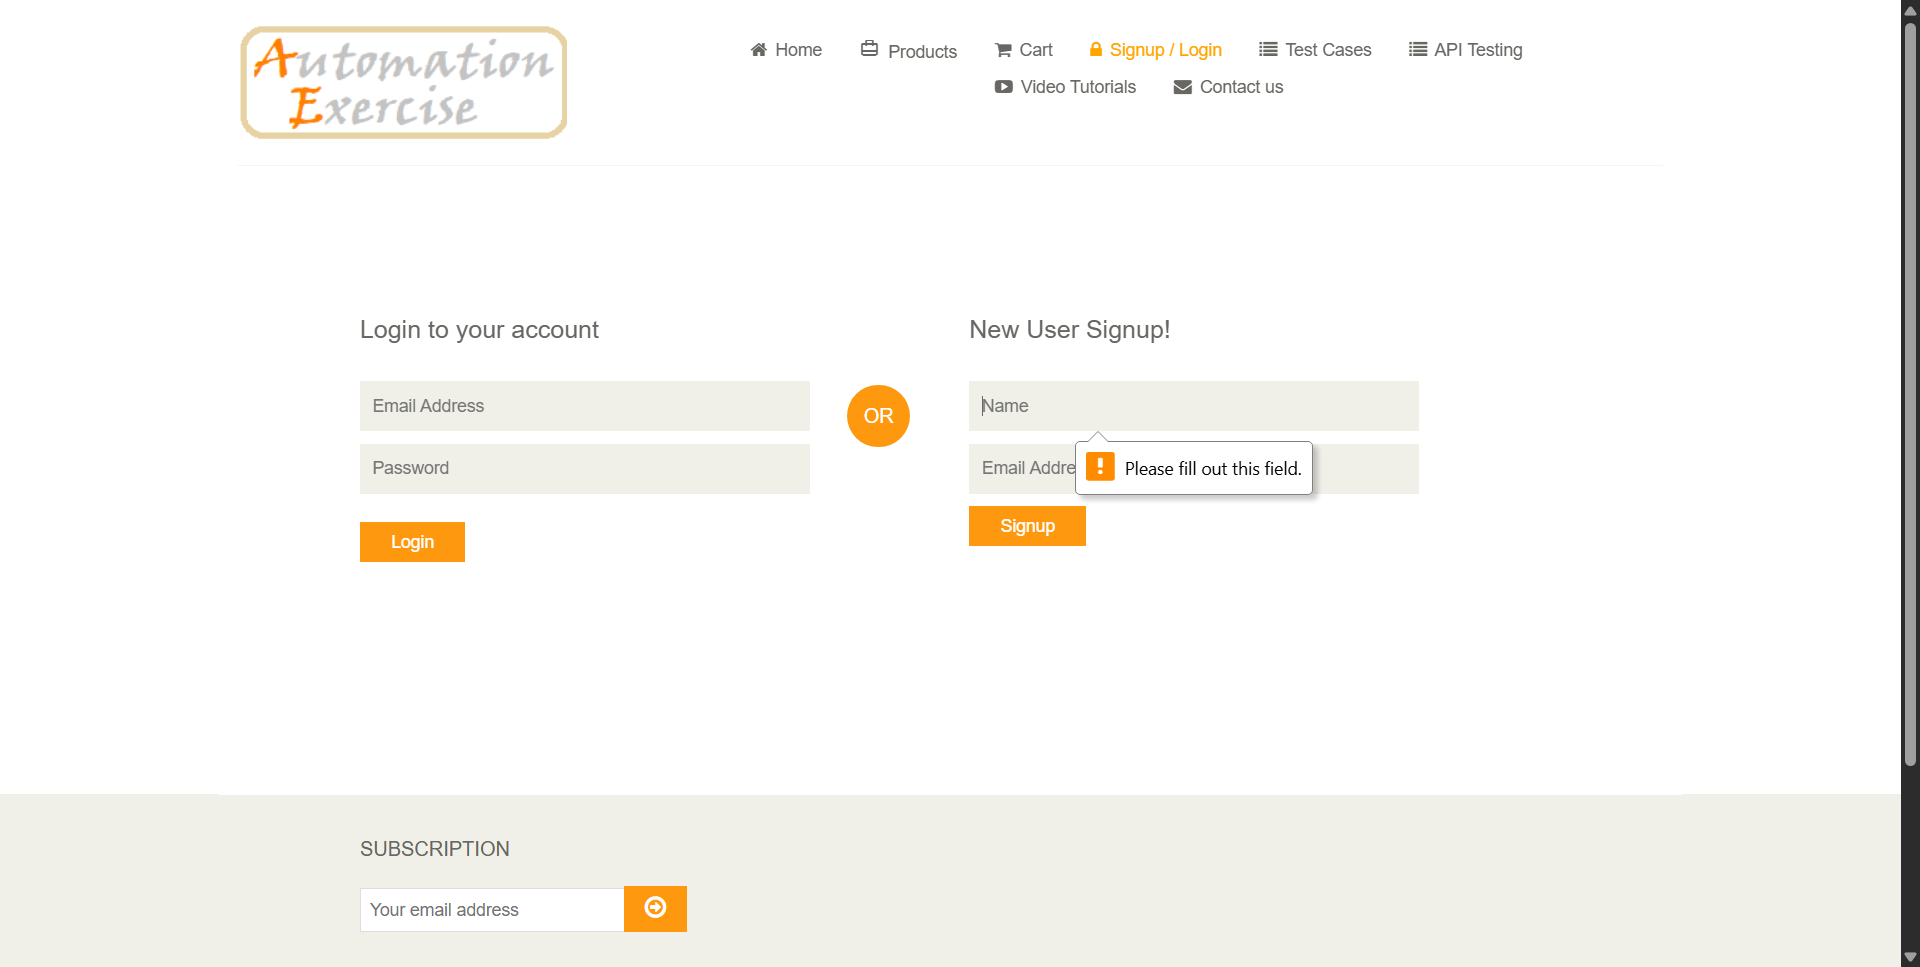 Automation
Exercise
Home
Products
Cart
Signup / Login
Test Cases
API Testing
Video Tutorials
Contact us
Login to your account
Email Address
Password
Login
OR
New User Signup!
Name
Email Addre
Please fill out this field.
Signup
SUBSCRIPTION
Your email address